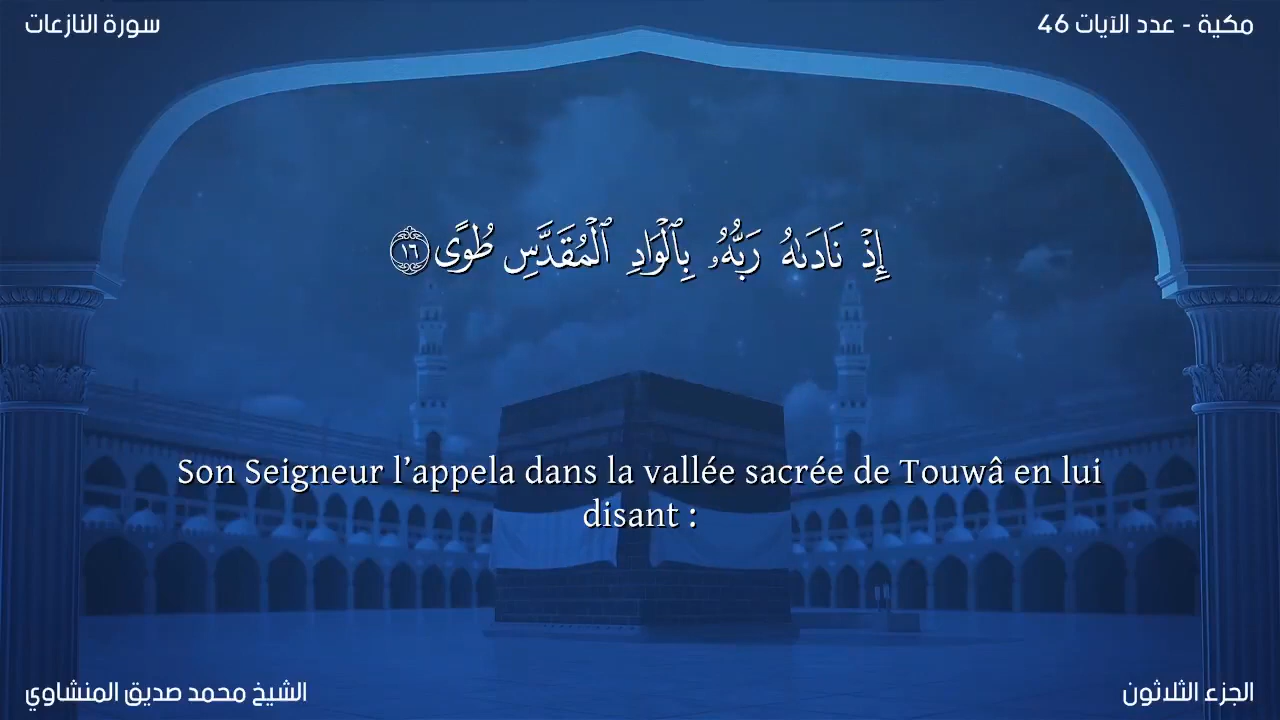 مكية - عدد الآيات 46
سورة النازعات
إِذْ نَادَىٰهُ رَبُّهُۥ بِٱلْوَادِ ٱلْمُقَدَّسِ طُوًى ١٦
Son Seigneur l’appela dans la vallée sacrée de Touwâ en lui
disant :
الجزء الثلاثون
الشيخ محمد صديق المنشاوي